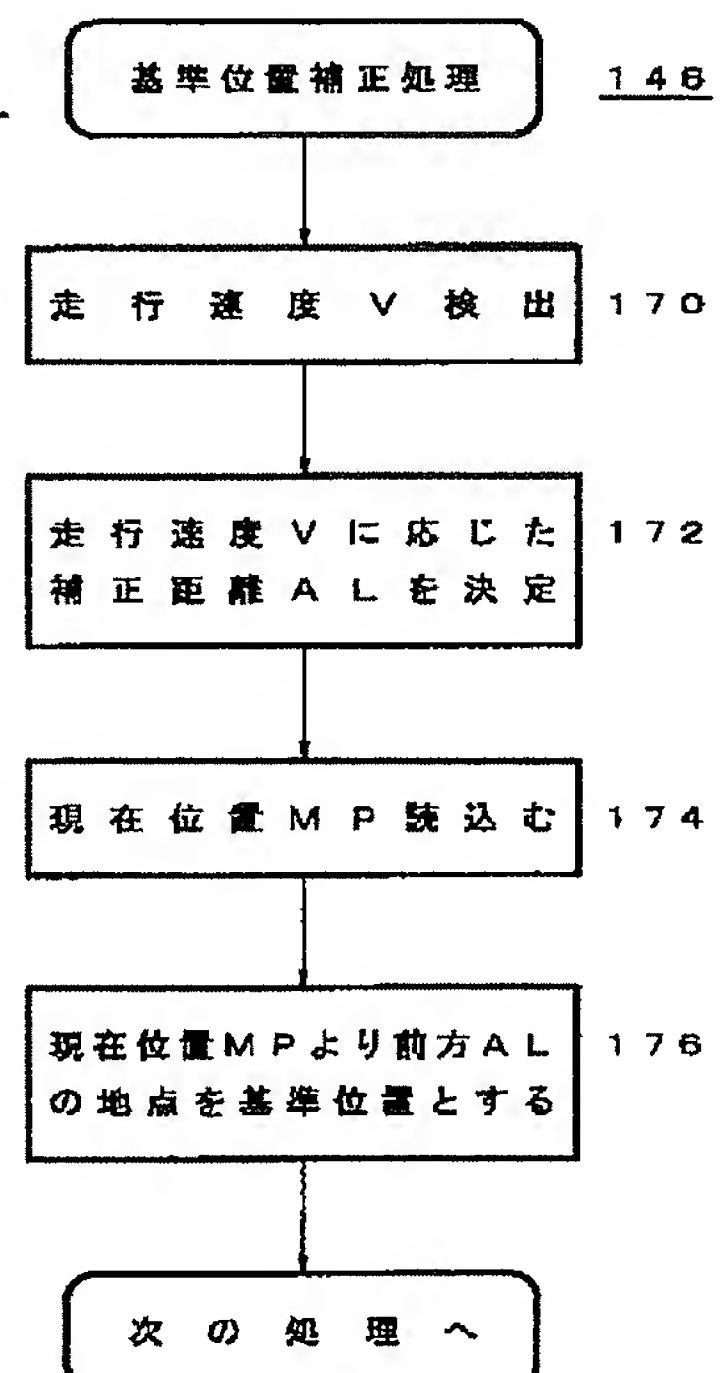 基準位置補正処理 146
走行速度V検出 170
走行速度Vに応じた 172
補正距離ALを決定
現在位置MP読込む 174
現在位置MPより前方AL 176
の地点を基準位置とする
次の処理へ